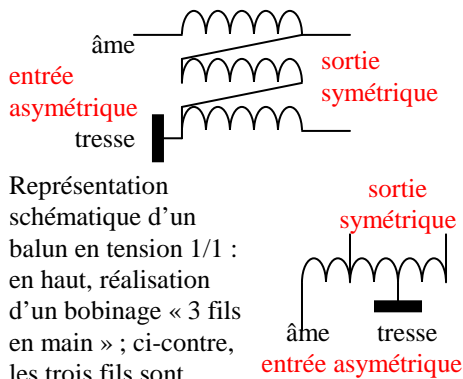 âme
entrée
asymétrique
tresse
sortie
symétrique
Représentation
schématique d'un
balun en tension 1/1 :
en haut, réalisation
d'un bobinage « 3 fils
en main » ; ci-contre,
les trois fils sont
sortie
symétrique
âme tresse
entrée asymétrique